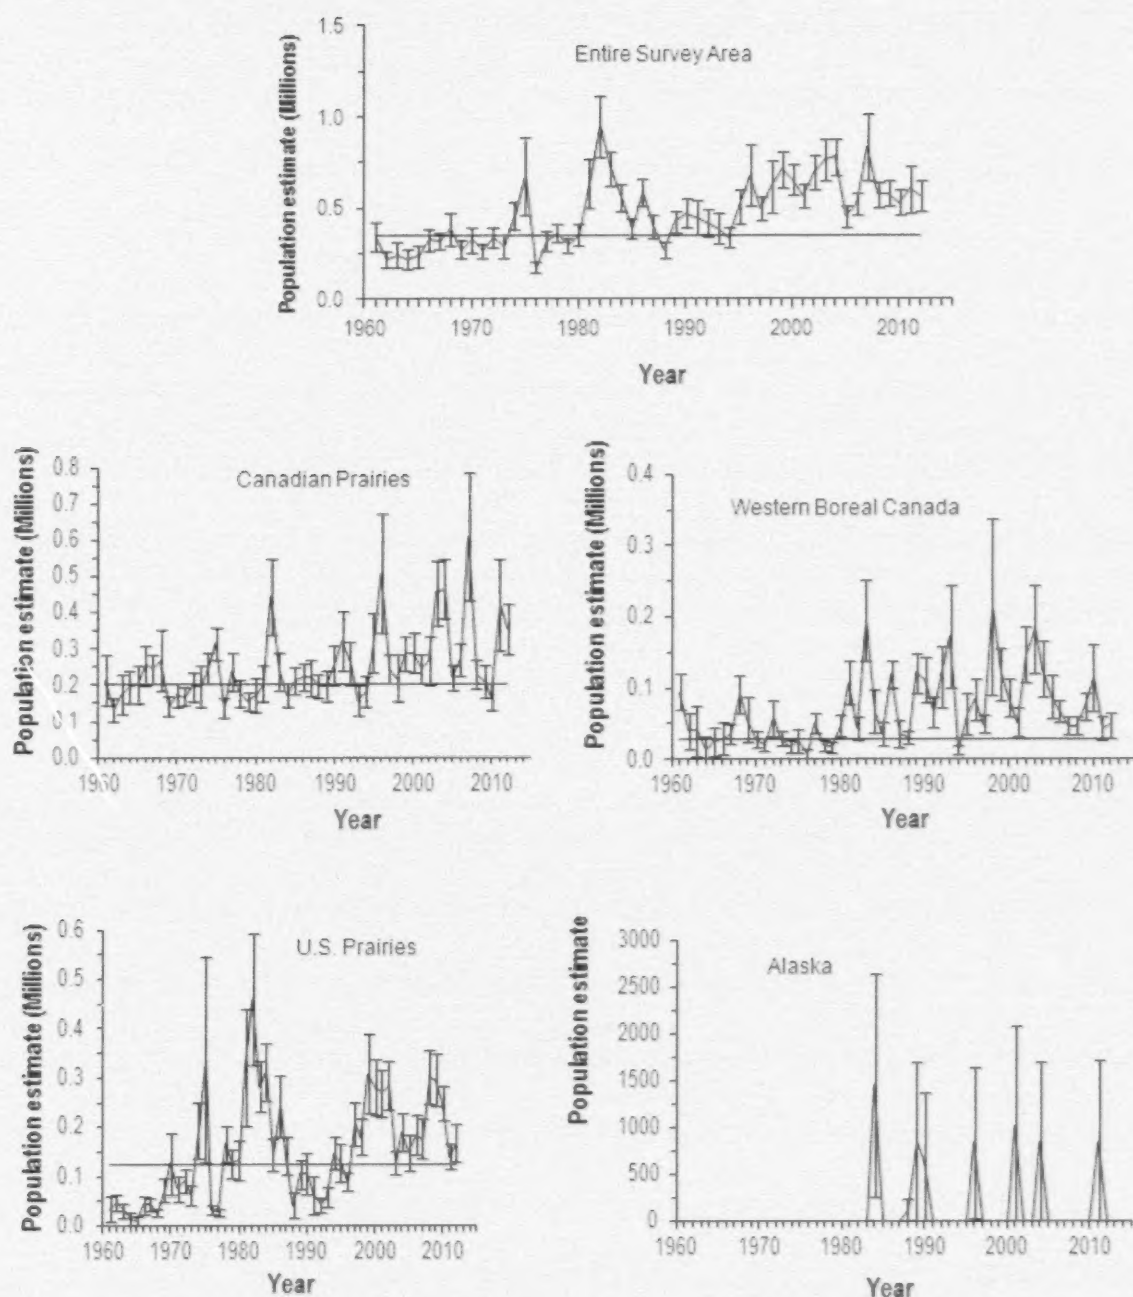 Entire Survey Area
Population estimate (Millions)
1.5
1.0
0.5
0.0
1960 1970 1980 1990 2000 2010
Year
Canadian Prairies
Population estimate (Millions)
0.8
0.7
0.6
0.5
0.4
0.3
0.2
0.1
0.0
1960 1970 1980 1990 2000 2010
Year
Western Boreal Canada
Population estimate (Millions)
0.4
0.3
0.2
0.1
0.0
1960 1970 1980 1990 2000 2010
Year
U.S. Prairies
Population estimate (Millions)
0.6
0.5
0.4
0.3
0.2
0.1
0.0
1960 1970 1980 1990 2000 2010
Year
Alaska
Population estimate
3000
2500
2000
1500
1000
500
0
1960 1970 1980 1990 2000 2010
Year